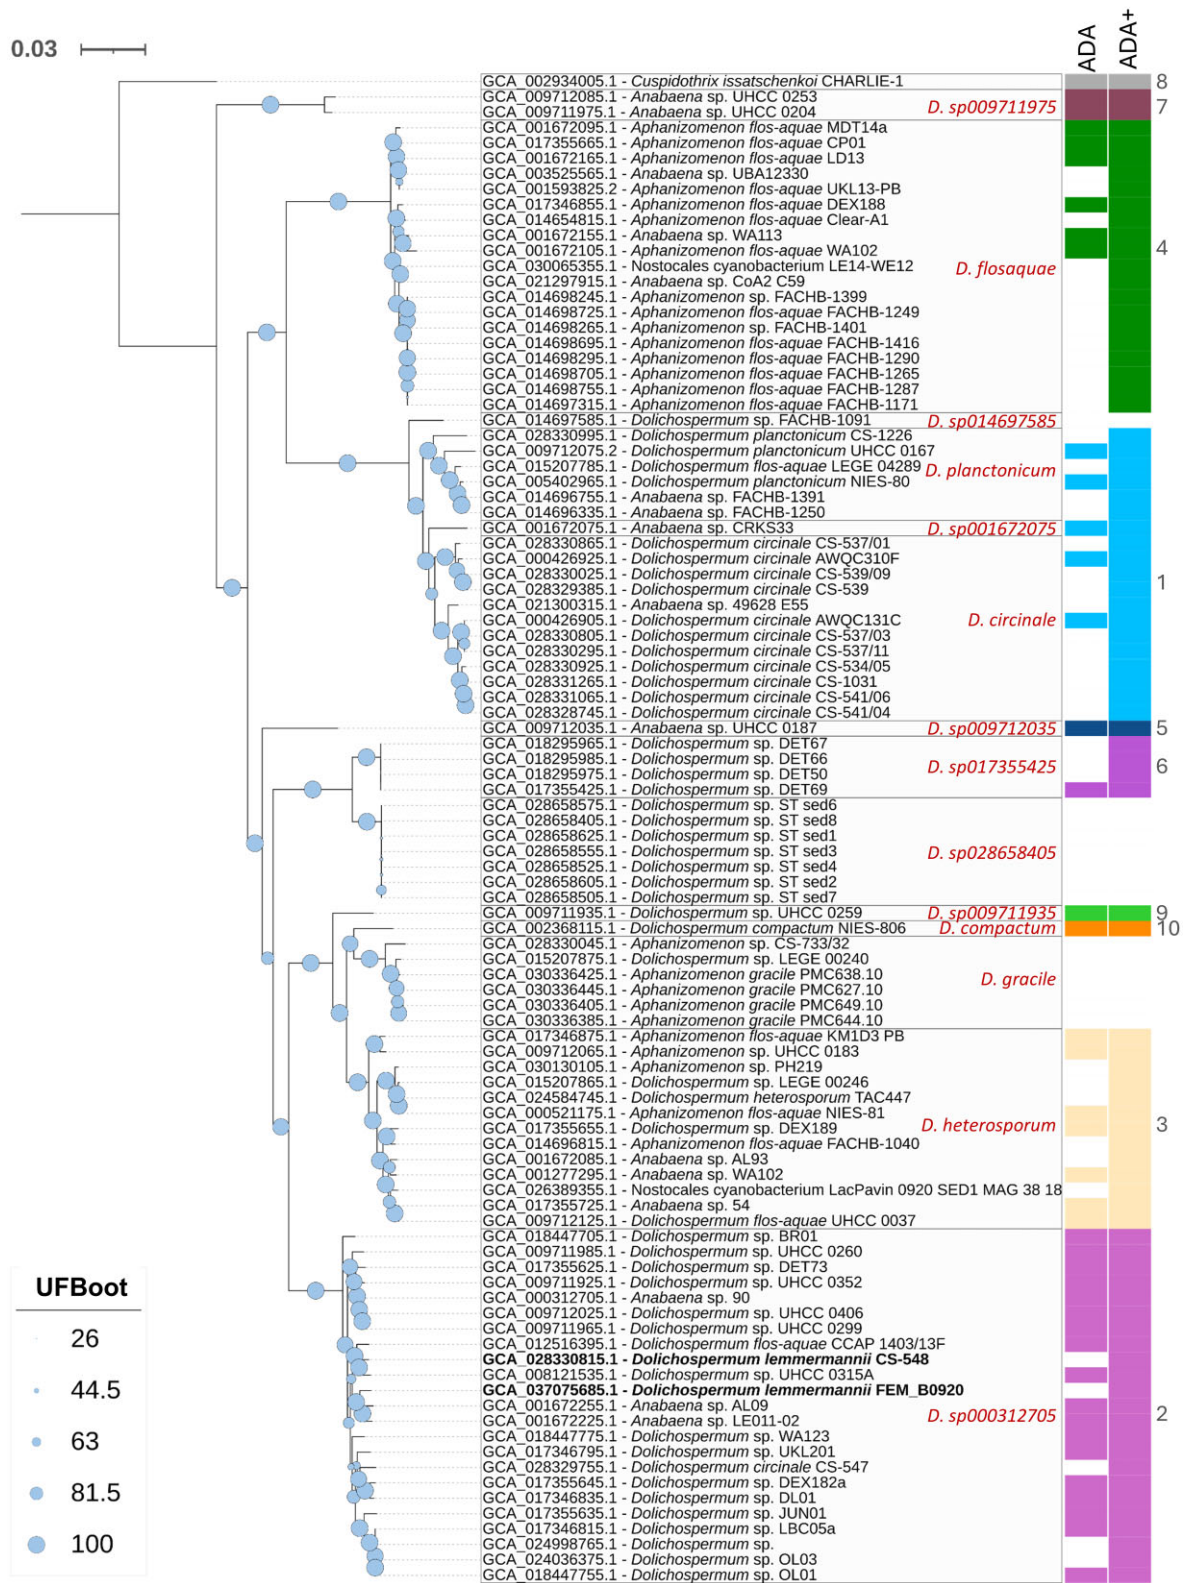 0.03
ADA
ADA+
GCA_002934005.1 - Cuspidothrix issatschenkoi CHARLIE-1
8
GCA_009712085.1 - Anabaena sp. UHCC 0253
GCA_009711975.1 - Anabaena sp. UHCC 0204
D. sp009711975
7
GCA_001672095.1 - Aphanizomenon flos-aquae MDT14a
GCA_017355665.1 - Aphanizomenon flos-aquae CP01
GCA_001672165.1 - Aphanizomenon flos-aquae LD13
GCA_003525565.1 - Anabaena sp. UBA12330
GCA_001593825.2 - Aphanizomenon flos-aquae UKL13-PB
GCA_017346855.1 - Aphanizomenon flos-aquae DEX188
GCA_014654815.1 - Aphanizomenon flos-aquae Clear-A1
GCA_001672155.1 - Anabaena sp. WA113
GCA_001672105.1 - Aphanizomenon flos-aquae WA102
GCA_030065355.1 - Nostocales cyanobacterium LE14-WE12
GCA_021297915.1 - Anabaena sp. CoA2 C59
GCA_014698245.1 - Aphanizomenon sp. FACHB-1399
GCA_014698725.1 - Aphanizomenon flos-aquae FACHB-1249
GCA_014698265.1 - Aphanizomenon sp. FACHB-1401
GCA_014698695.1 - Aphanizomenon flos-aquae FACHB-1416
GCA_014698295.1 - Aphanizomenon flos-aquae FACHB-1290
GCA_014698705.1 - Aphanizomenon flos-aquae FACHB-1265
GCA_014698755.1 - Aphanizomenon flos-aquae FACHB-1287
GCA_014697315.1 - Aphanizomenon flos-aquae FACHB-1171
D. flosaquae
4
GCA_014697585.1 - Dolichospermum sp. FACHB-1091
D. sp014697585
GCA_028330995.1 - Dolichospermum planctonicum CS-1226
GCA_009712075.2 - Dolichospermum planctonicum UHCC 0167
GCA_015207785.1 - Dolichospermum flos-aquae LEGE 04289
GCA_005402965.1 - Dolichospermum planctonicum NIES-80
GCA_014696755.1 - Anabaena sp. FACHB-1391
GCA_014696335.1 - Anabaena sp. FACHB-1250
D. planctonicum
GCA_001672075.1 - Anabaena sp. CRKS33
D. sp001672075
GCA_028330865.1 - Dolichospermum circinale CS-537/01
GCA_000426925.1 - Dolichospermum circinale AWQC310F
GCA_028330025.1 - Dolichospermum circinale CS-539/09
GCA_028329385.1 - Dolichospermum circinale CS-539
GCA_021300315.1 - Anabaena sp. 49628 E55
GCA_000426905.1 - Dolichospermum circinale AWQC131C
GCA_028330805.1 - Dolichospermum circinale CS-537/03
GCA_028330295.1 - Dolichospermum circinale CS-537/11
GCA_028330925.1 - Dolichospermum circinale CS-534/05
GCA_028331265.1 - Dolichospermum circinale CS-1031
GCA_028331065.1 - Dolichospermum circinale CS-541/06
GCA_028328745.1 - Dolichospermum circinale CS-541/04
D. circinale
1
GCA_009712035.1 - Anabaena sp. UHCC 0187
D. sp009712035
5
GCA_018295965.1 - Dolichospermum sp. DET67
GCA_018295985.1 - Dolichospermum sp. DET66
GCA_018295975.1 - Dolichospermum sp. DET50
GCA_017355425.1 - Dolichospermum sp. DET69
D. sp017355425
6
GCA_028658575.1 - Dolichospermum sp. ST sed6
GCA_028658405.1 - Dolichospermum sp. ST sed8
GCA_028658625.1 - Dolichospermum sp. ST sed1
GCA_028658555.1 - Dolichospermum sp. ST sed3
GCA_028658525.1 - Dolichospermum sp. ST sed4
GCA_028658605.1 - Dolichospermum sp. ST sed2
GCA_028658505.1 - Dolichospermum sp. ST sed7
D. sp028658405
GCA_009711935.1 - Dolichospermum sp. UHCC 0259
D. sp009711935
9
GCA_002368115.1 - Dolichospermum compactum NIES-806
D. compactum
10
GCA_028330045.1 - Aphanizomenon sp. CS-733/32
GCA_015207875.1 - Dolichospermum sp. LEGE 00240
GCA_030336425.1 - Aphanizomenon gracile PMC638.10
GCA_030336445.1 - Aphanizomenon gracile PMC627.10
GCA_030336405.1 - Aphanizomenon gracile PMC649.10
GCA_030336385.1 - Aphanizomenon gracile PMC644.10
D. gracile
GCA_017346875.1 - Aphanizomenon flos-aquae KM1D3 PB
GCA_009712065.1 - Aphanizomenon sp. UHCC 0183
GCA_030130105.1 - Aphanizomenon sp. PH219
GCA_015207865.1 - Dolichospermum sp. LEGE 00246
GCA_024584745.1 - Dolichospermum heterosporum TAC447
GCA_000521175.1 - Aphanizomenon flos-aquae NIES-81
GCA_017355655.1 - Dolichospermum sp. DEX189
GCA_014696815.1 - Aphanizomenon flos-aquae FACHB-1040
GCA_001672085.1 - Anabaena sp. AL93
GCA_001277295.1 - Anabaena sp. WA102
GCA_026389355.1 - Nostocales cyanobacterium LacPavin 0920 SED1 MAG 38 18
GCA_017355725.1 - Anabaena sp. 54
GCA_009712125.1 - Dolichospermum flos-aquae UHCC 0037
D. heterosporum
3
GCA_018447705.1 - Dolichospermum sp. BR01
GCA_009711985.1 - Dolichospermum sp. UHCC 0260
GCA_017355625.1 - Dolichospermum sp. DET73
GCA_009711925.1 - Dolichospermum sp. UHCC 0352
GCA_000312705.1 - Anabaena sp. 90
GCA_009712025.1 - Dolichospermum sp. UHCC 0406
GCA_009711965.1 - Dolichospermum sp. UHCC 0299
GCA_012516395.1 - Dolichospermum flos-aquae CCAP 1403/13F
GCA_028330815.1 - Dolichospermum lemmermannii CS-548
GCA_008121535.1 - Dolichospermum sp. UHCC 0315A
GCA_037075685.1 - Dolichospermum lemmermannii FEM_B0920
GCA_001672255.1 - Anabaena sp. AL09
GCA_001672225.1 - Anabaena sp. LE011-02
GCA_018447775.1 - Dolichospermum sp. WA123
GCA_017346795.1 - Dolichospermum sp. UKL201
GCA_028329755.1 - Dolichospermum circinale CS-547
GCA_017355645.1 - Dolichospermum sp. DEX182a
GCA_017346835.1 - Dolichospermum sp. DL01
GCA_017355635.1 - Dolichospermum sp. JUN01
GCA_017346815.1 - Dolichospermum sp. LBC05a
GCA_024998765.1 - Dolichospermum sp.
GCA_024036375.1 - Dolichospermum sp. OL03
GCA_018447755.1 - Dolichospermum sp. OL01
D. sp000312705
2
UFBoot
26
44.5
63
81.5
100